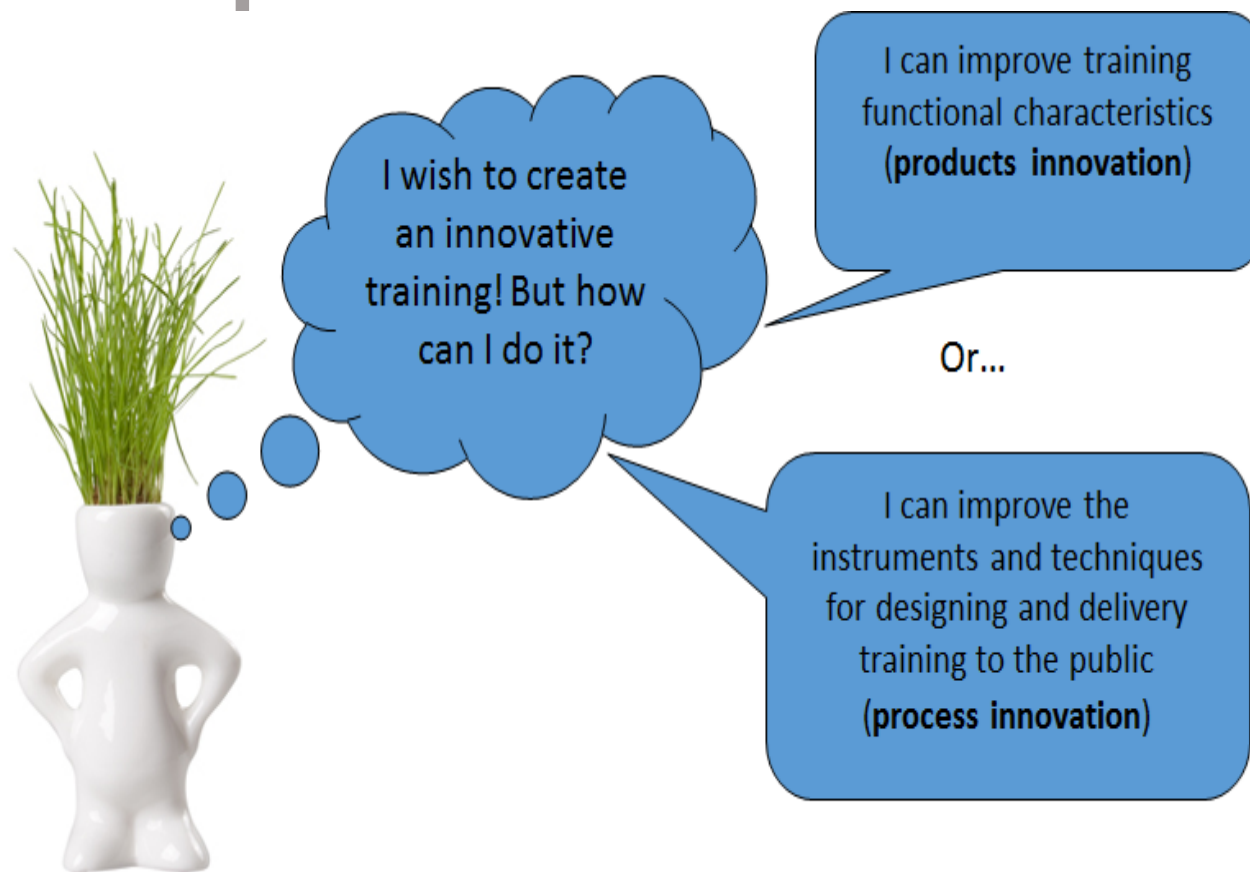 I wish to create
an innovative
training! But how
can I do it?
I can improve training
functional characteristics
(products innovation)
Or...
I can improve the
instruments and techniques
for designing and delivery
training to the public
(process innovation)